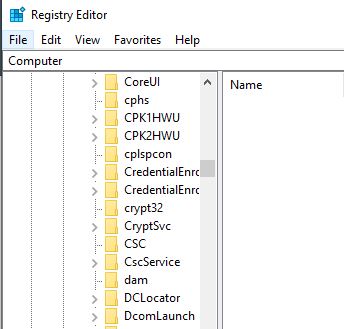 Registry Editor
File Edit View Favorites Help
Computer
Name
CoreUI
cphs
CPK1HWU
CPK2HWU
cplspcon
CredentialEnro
CredentialEnro
crypt32
CryptSvc
CSC
CscService
dam
DCLocator
DcomLaunch